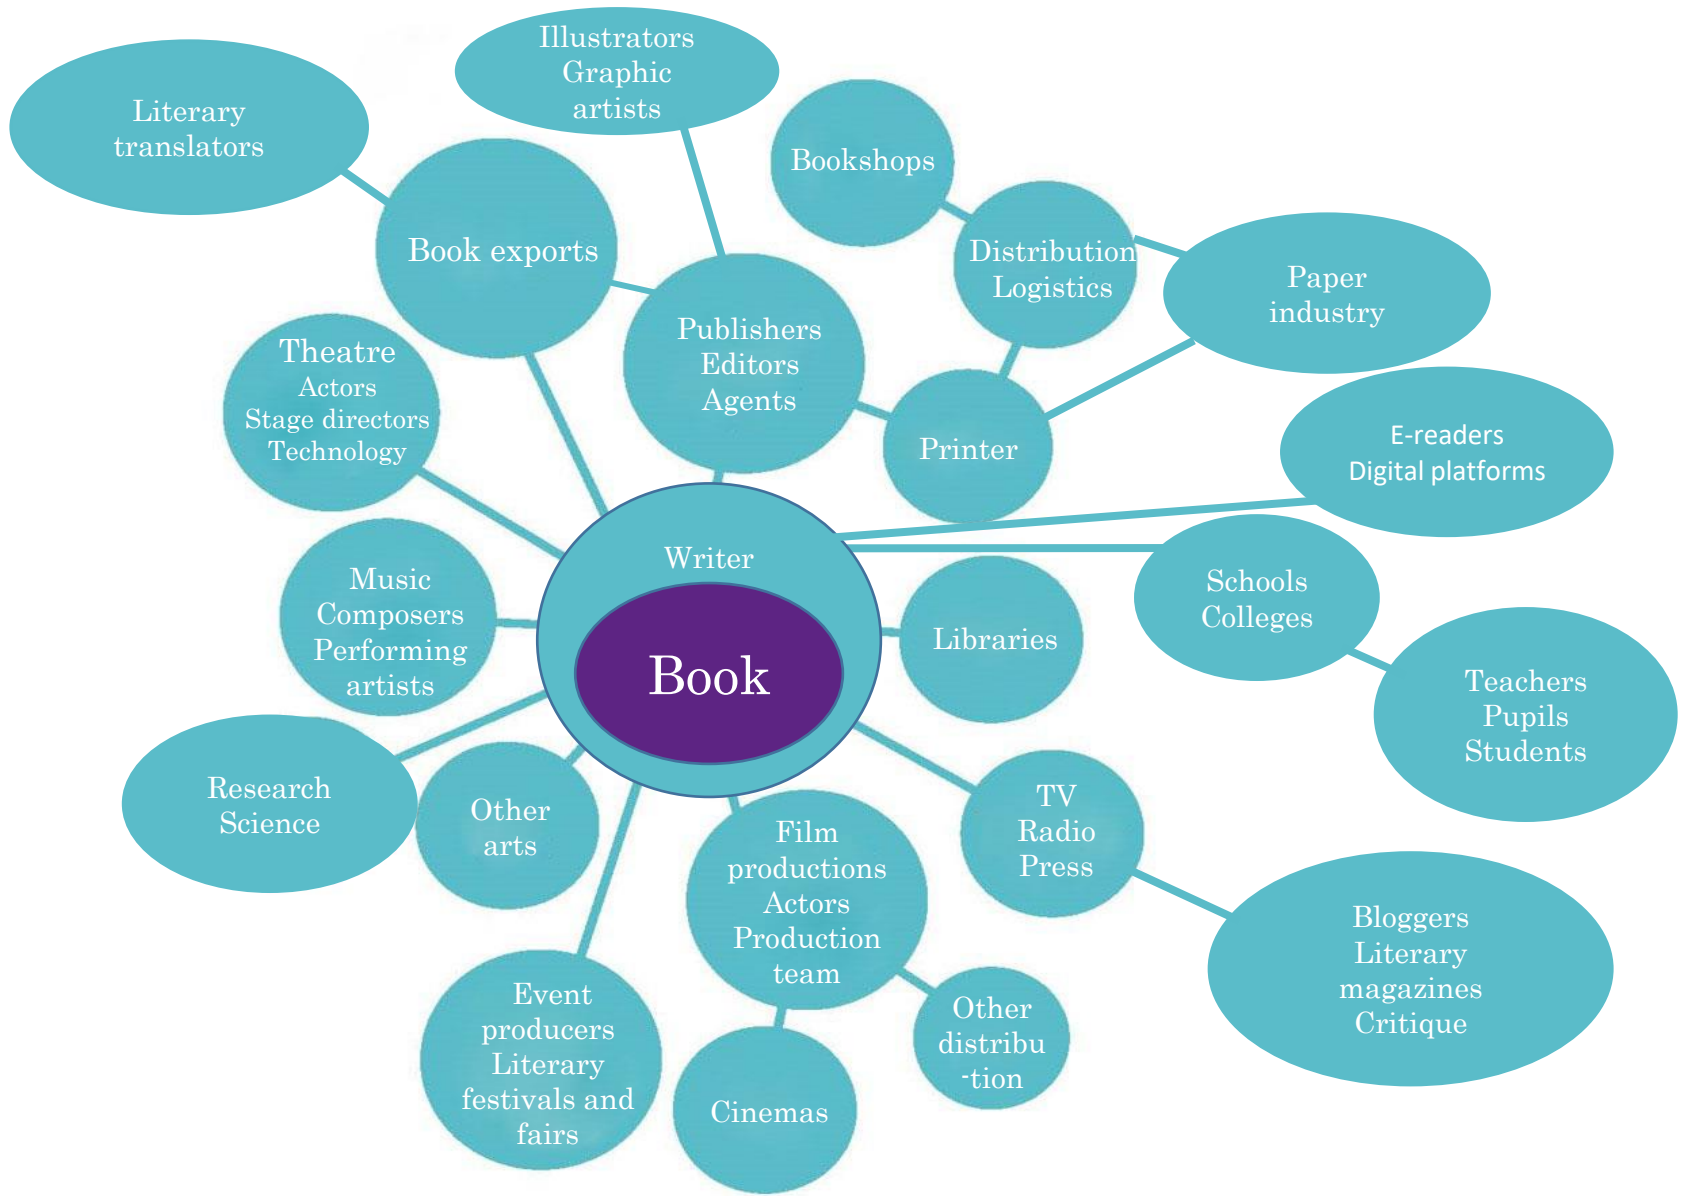 Illustrators
Graphic
artists
Literary
translators
Bookshops
Book exports
Distribution
Logistics
Paper
industry
Publishers
Editors
Agents
Theatre
Actors
Stage directors
Technology
Printer
E-readers
Digital platforms
Writer
Book
Music
Composers
Performing
artists
Libraries
Schools
Colleges
Teachers
Pupils
Students
Research
Science
Other
arts
Film
productions
Actors
Production
team
TV
Radio
Press
Bloggers
Literary
magazines
Critique
Event
producers
Literary
festivals and
fairs
Cinemas
Other
distribu
-tion